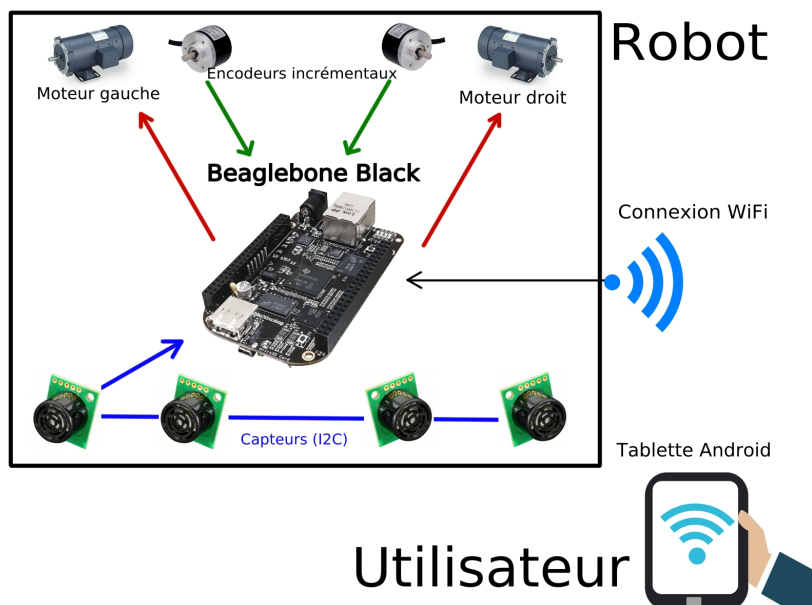 Robot
Encodeurs incrémentaux
Moteur gauche
Moteur droit
Beaglebone Black
Connexion WiFi
Capteurs (I2C)
Tablette Android
Utilisateur